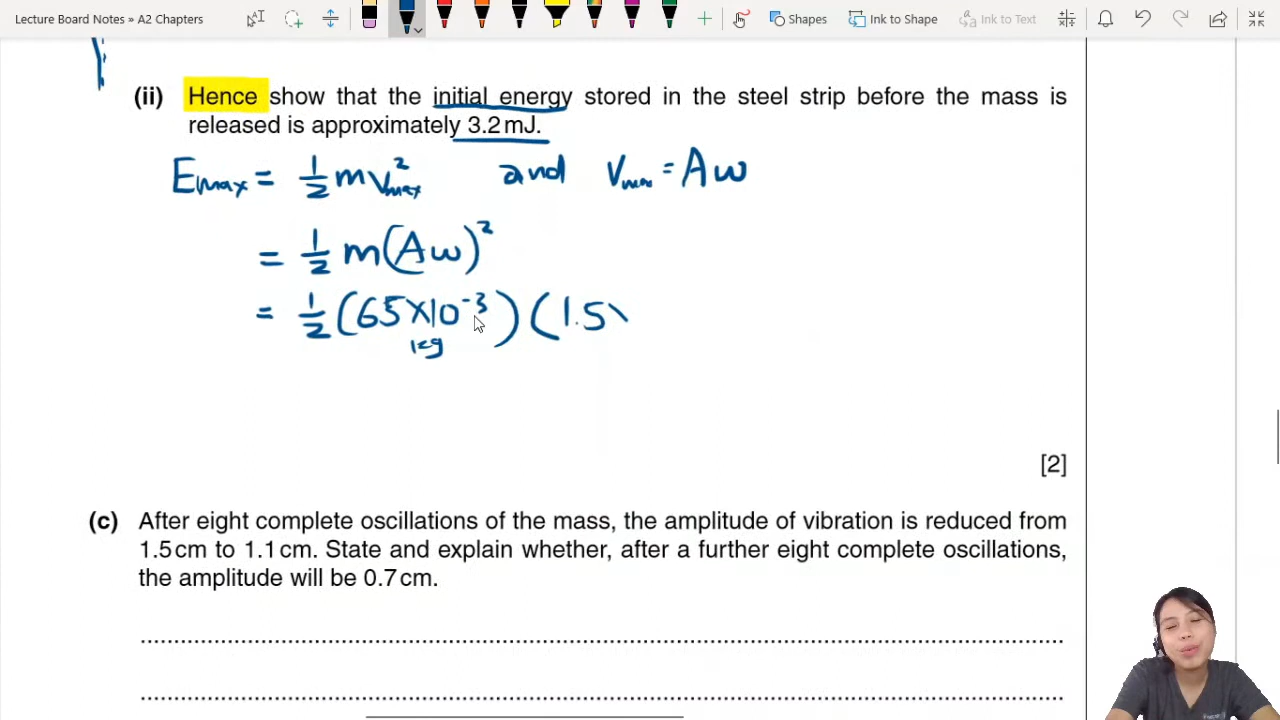 Lecture Board Notes » A2 Chapters
Shapes
Ink to Shape
Ink to Text
(ii) Hence show that the initial energy stored in the steel strip before the mass is
released is approximately 3.2 mJ.
Emax = 1/2 m Vmax² and Vmax = Aω
= 1/2 m(Aω)²
= 1/2 (65×10⁻³) (1.5
kg
[2]
(c) After eight complete oscillations of the mass, the amplitude of vibration is reduced from
1.5 cm to 1.1 cm. State and explain whether, after a further eight complete oscillations,
the amplitude will be 0.7 cm.